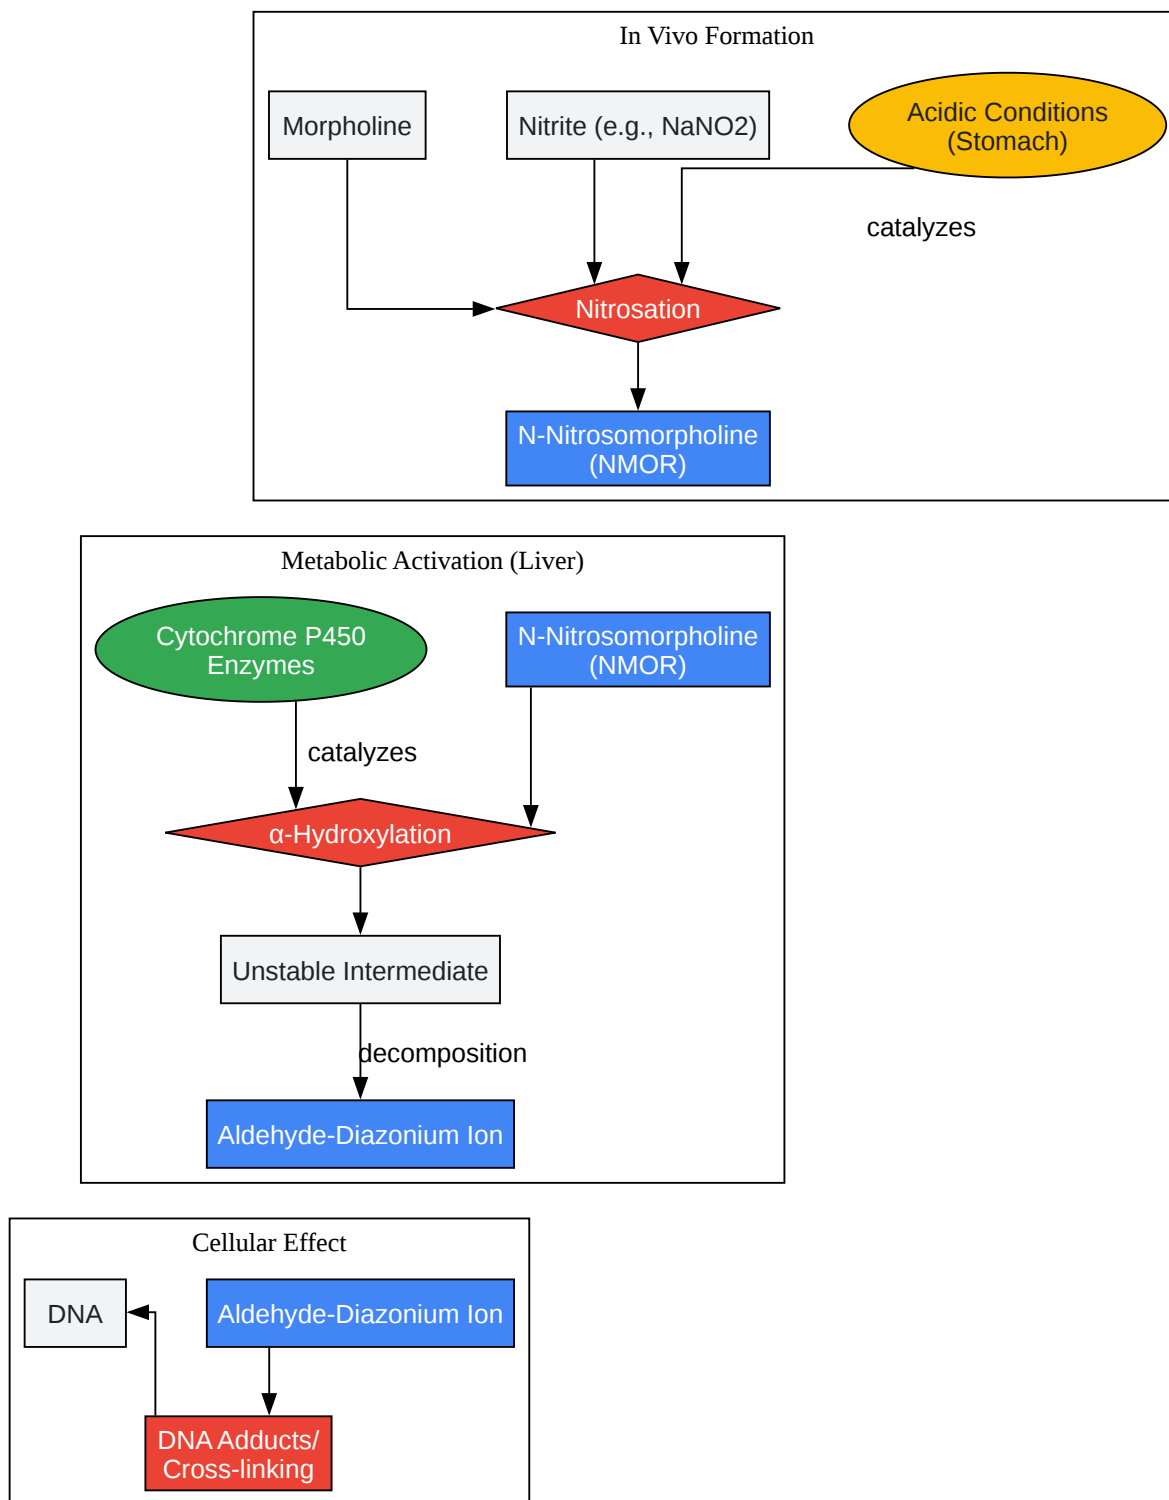 In Vivo Formation
Morpholine
Nitrite (e.g., NaNO2)
Acidic Conditions
(Stomach)
catalyzes
Nitrosation
N-Nitrosomorpholine
(NMOR)
Metabolic Activation (Liver)
Cytochrome P450
Enzymes
N-Nitrosomorpholine
(NMOR)
catalyzes
α-Hydroxylation
Unstable Intermediate
decomposition
Aldehyde-Diazonium Ion
Cellular Effect
DNA
Aldehyde-Diazonium Ion
DNA Adducts/
Cross-linking